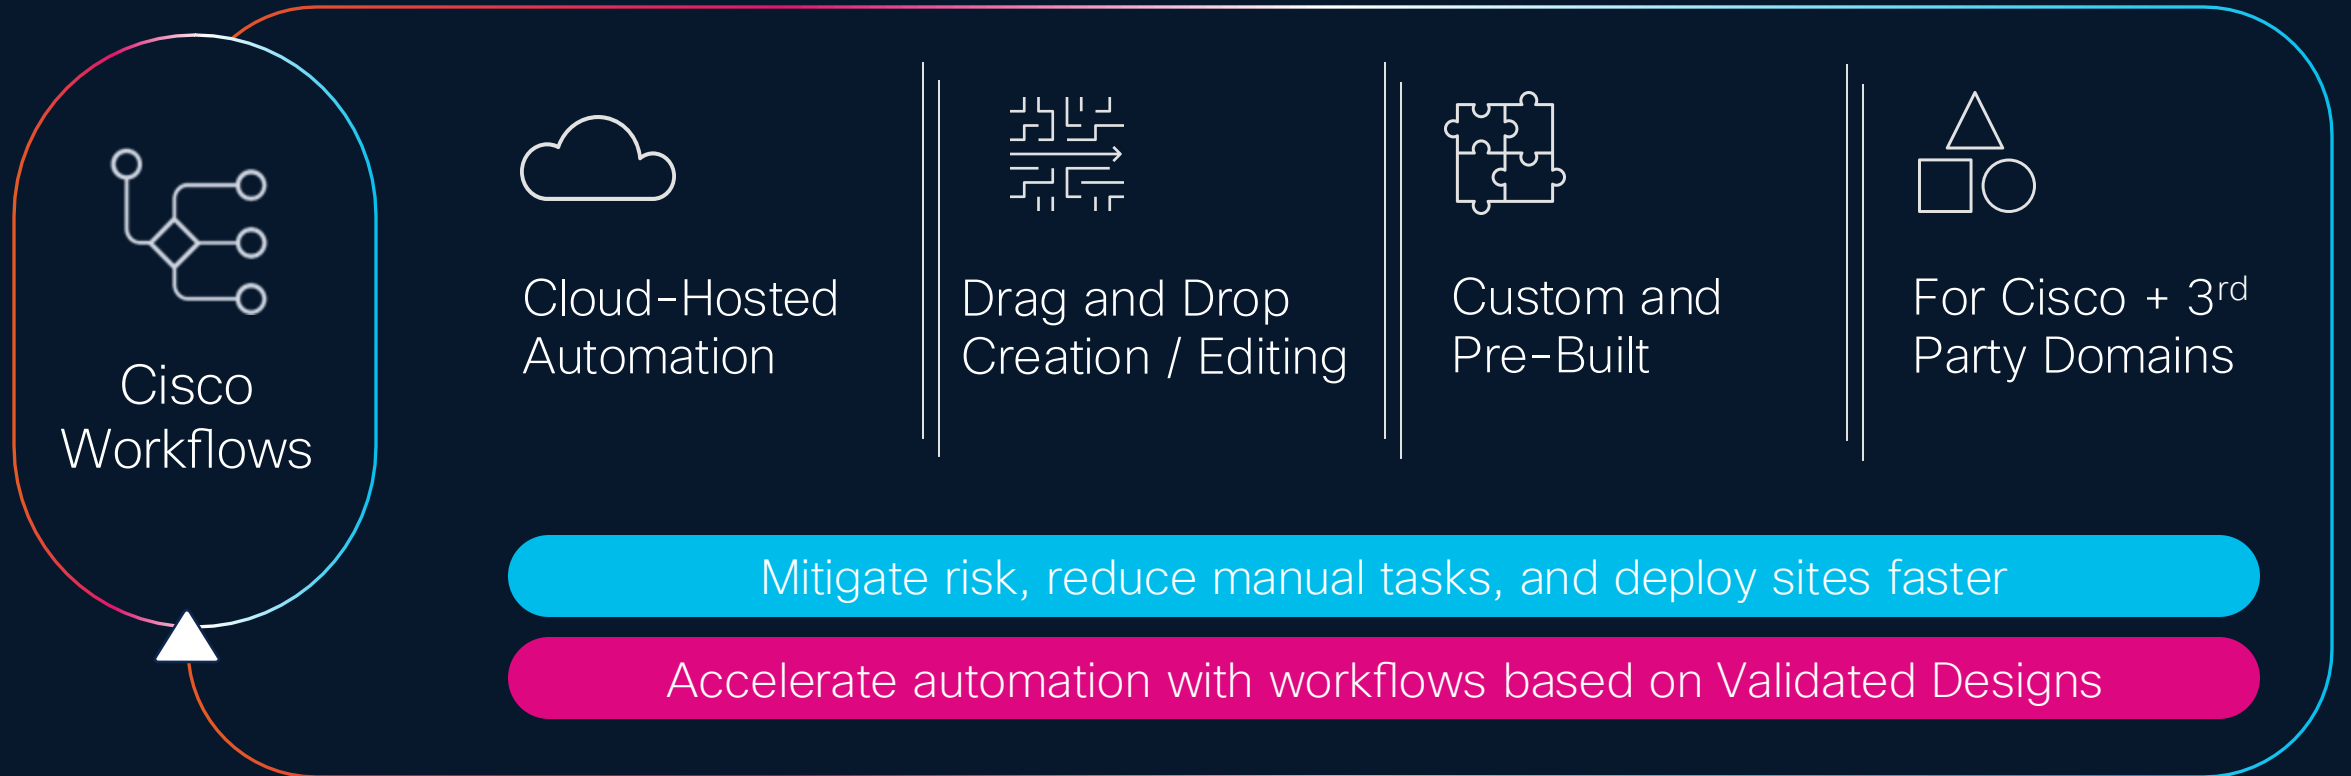 Cisco
Workflows
Cloud-Hosted
Automation
Drag and Drop
Creation / Editing
Custom and
Pre-Built
For Cisco + 3rd
Party Domains
Mitigate risk, reduce manual tasks, and deploy sites faster
Accelerate automation with workflows based on Validated Designs